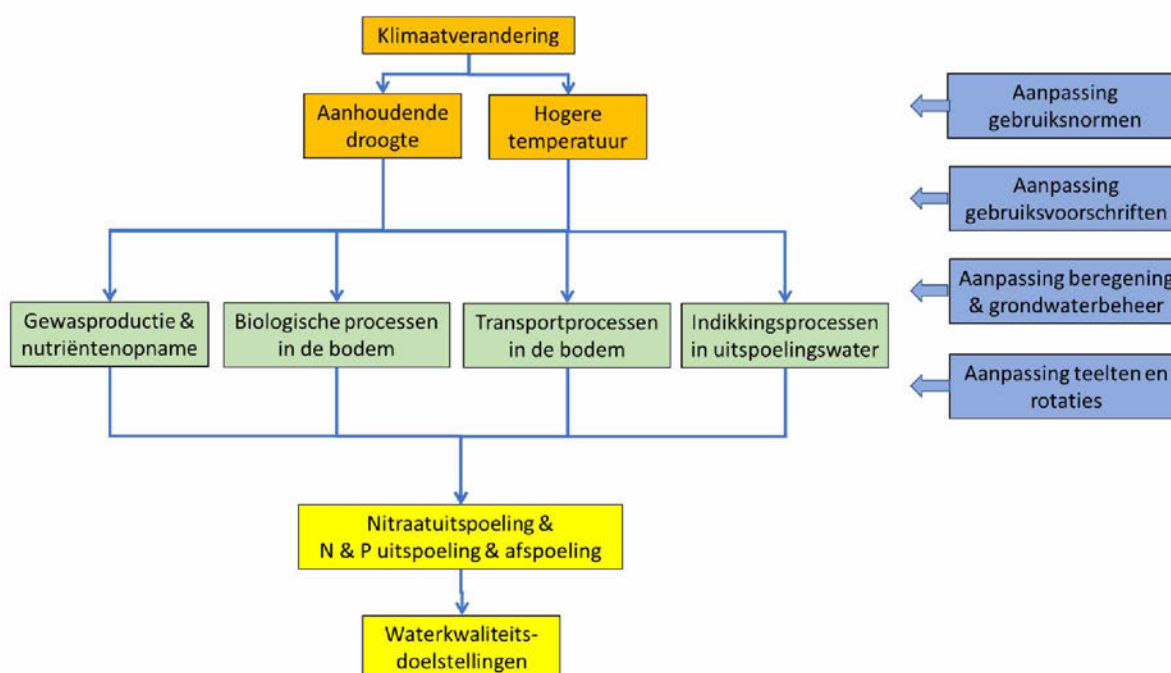 Klimaatverandering
Aanhoudende
droogte
Hogere
temperatuur
Gewasproductie &
nutriëntenopname
Biologische processen
in de bodem
Transportprocessen
in de bodem
Indikkingsprocessen
in uitspoelingswater
Nitraatuitspoeling &
N & P uitspoeling & afspoeling
Waterkwaliteits-
doelstellingen
Aanpassing
gebruiksnormen
Aanpassing
gebruiksvoorschriften
Aanpassing beregening
& grondwaterbeheer
Aanpassing teelten en
rotaties